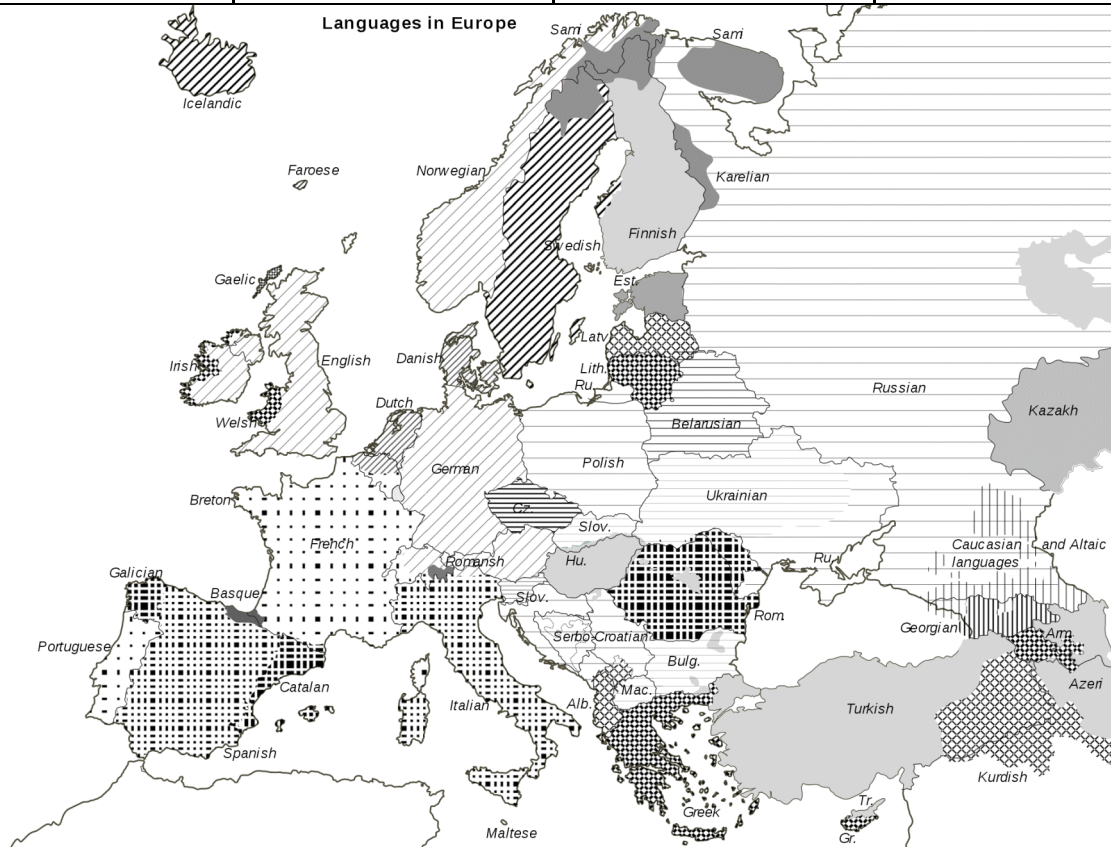 Languages in Europe
Sami
Sami
Icelandic
Faroese
Norwegian
Karelian
Finnish
Swedish
Gaelic
Est.
Latv.
Irish
English
Danish
Lith.
Ru.
Russian
Dutch
Kazakh
Welsh
Belarusian
German
Polish
Breton
Ukrainian
Cz.
Slov.
French
Caucasian and Altaic
languages
Galician
Romansh
Hu.
Ru.
Basque
Slov.
Rom.
Georgian
Arm.
Portuguese
Serbo-Croatian
Bulg.
Catalan
Mac.
Azeri
Italian
Alb.
Turkish
Spanish
Kurdish
Tr.
Greek
Maltese
Gr.